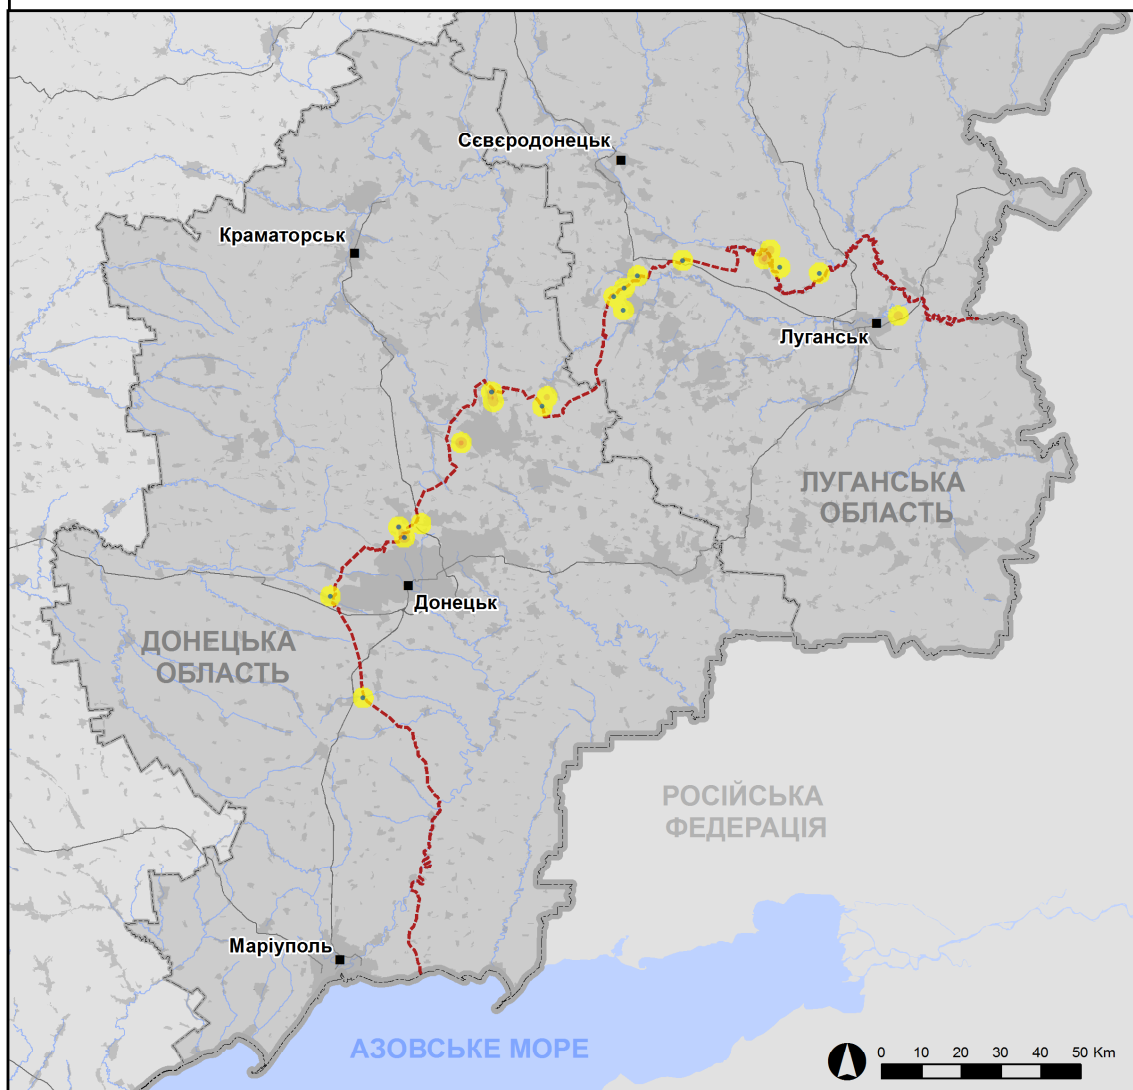 Сєвєродонецьк
Краматорськ
Луганськ
ЛУГАНСЬКА
ОБЛАСТЬ
Донецьк
ДОНЕЦЬКА
ОБЛАСТЬ
РОСІЙСЬКА
ФЕДЕРАЦІЯ
Маріуполь
АЗОВСЬКЕ МОРЕ
0 10 20 30 40 50 Km